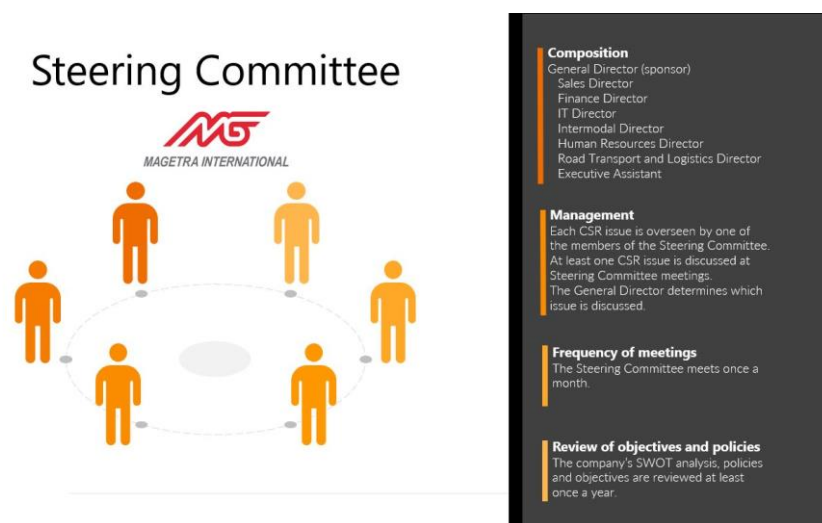 Steering Committee
MAGETRA INTERNATIONAL
Composition
General Director (sponsor)
Sales Director
Finance Director
IT Director
Intermodal Director
Human Resources Director
Road Transport and Logistics Director
Executive Assistant
Management
Each CSR issue is overseen by one of
the members of the Steering Committee.
At least one CSR issue is discussed at
Steering Committee meetings.
The General Director determines which
issue is discussed.
Frequency of meetings
The Steering Committee meets once a
month.
Review of objectives and policies
The company's SWOT analysis, policies
and objectives are reviewed at least
once a year.